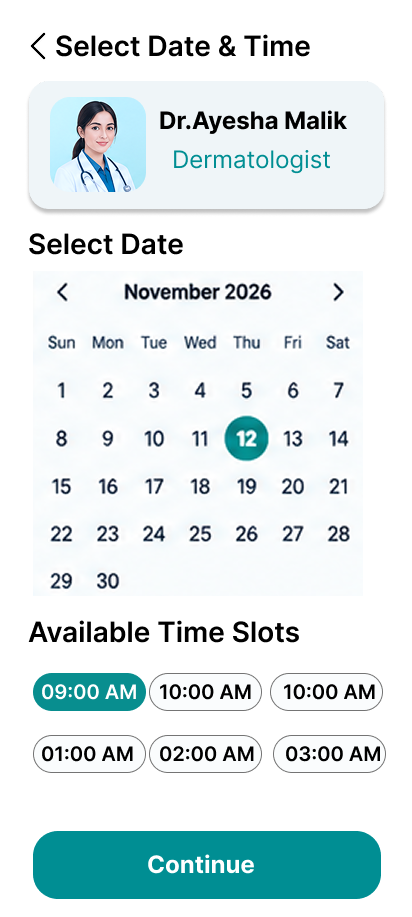 Select Date & Time
Dr.Ayesha Malik
Dermatologist
Select Date
November 2026
Sun Mon Tue Wed Thu Fri Sat
1 2 3 4 5 6 7
8 9 10 11 12 13 14
15 16 17 18 19 20 21
22 23 24 25 26 27 28
29 30
Available Time Slots
09:00 AM 10:00 AM 10:00 AM
01:00 AM 02:00 AM 03:00 AM
Continue